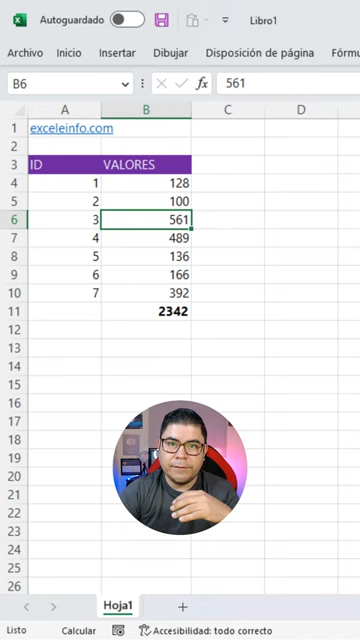 Autoguardado Libro1
Archivo Inicio Insertar Dibujar Disposición de página Fórmu
B6 fx 561
A B C D
1 exceleinfo.com
2
3 ID VALORES
4 1 128
5 2 100
6 3 561
7 4 489
8 5 136
9 6 166
10 7 392
11 2342
12
13
14
15
16
17
18
19
20
21
22
23
24
25
26
Hoja1
Listo Calcular Accesibilidad: todo correcto